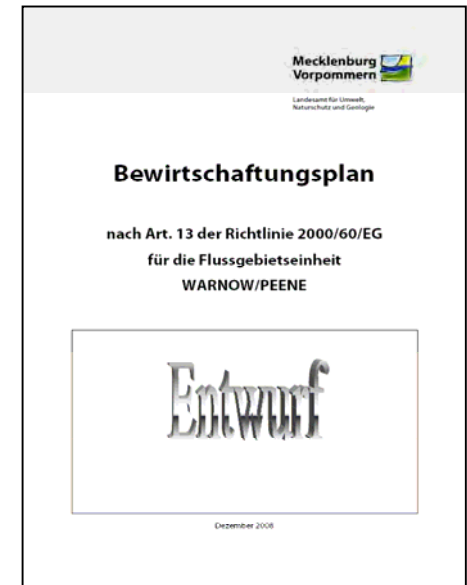 Mecklenburg
Vorpommern
Landesamt für Umwelt,
Naturschutz und Geologie
Bewirtschaftungsplan
nach Art. 13 der Richtlinie 2000/60/EG
für die Flussgebietseinheit
WARNOW/PEENE
Entwurf
Dezember 2008